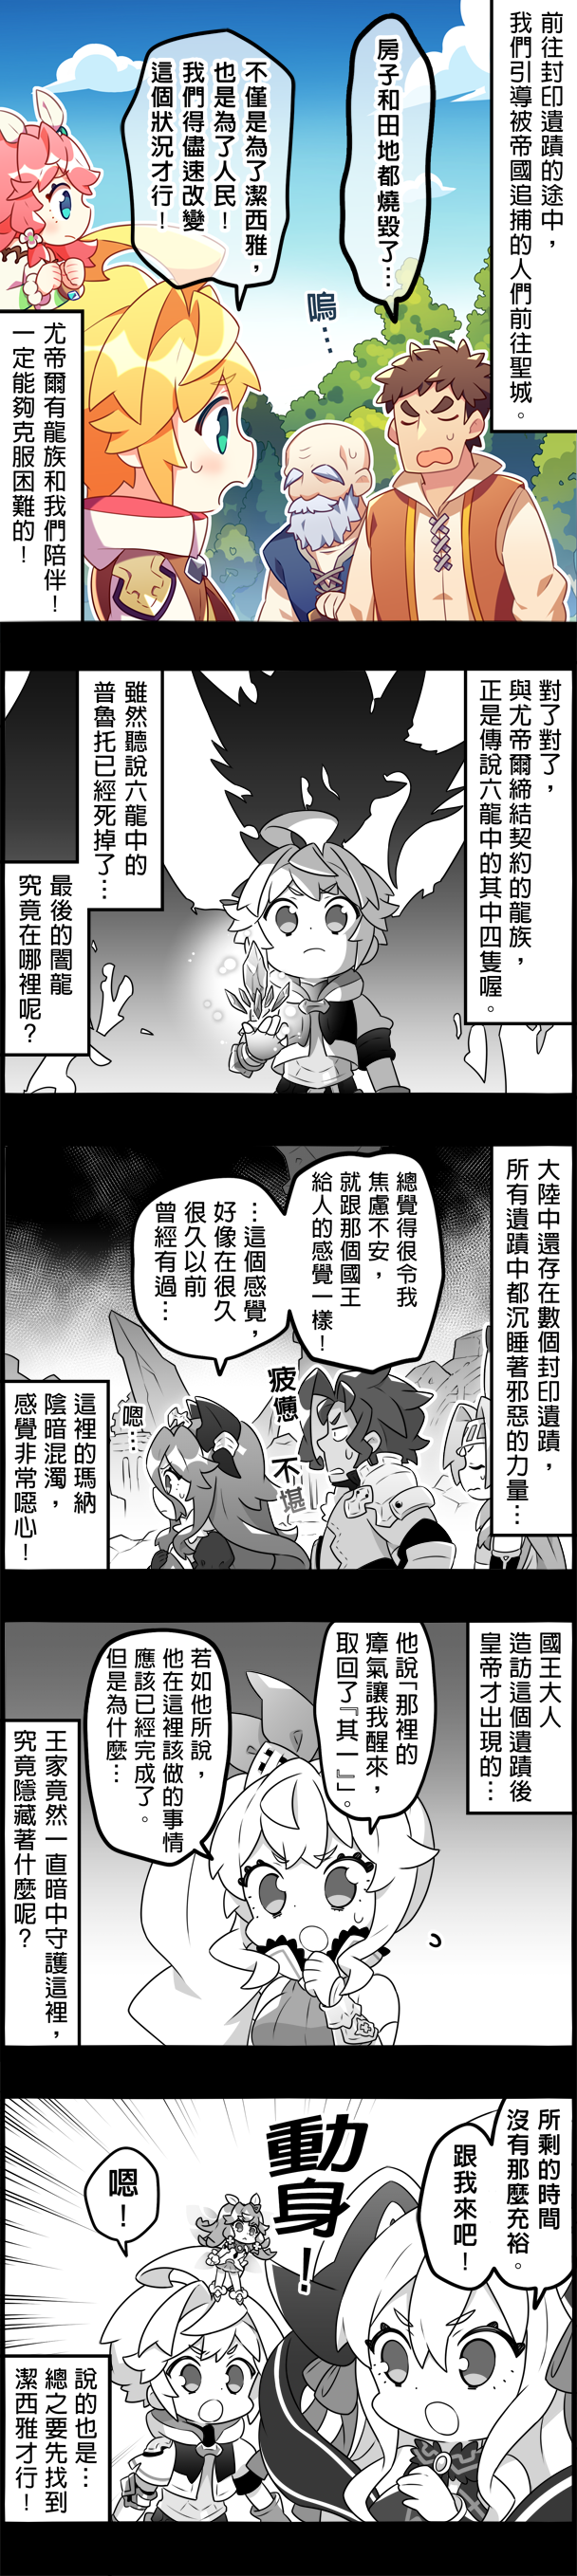 前往封印遺蹟的途中，
我們引導被帝國追捕的人們前往聖城。
房子和田地都燒毀了…
嗚…
不僅是為了潔西雅，
也是為了人民！
我們得儘速改變
這個狀況才行！
尤帝爾有龍族和我們陪伴！
一定能夠克服困難的！
對了對了，
與尤帝爾締結契約的龍族，
正是傳說六龍中的其中四隻喔。
雖然聽說六龍中的
普魯托已經死掉了…
最後的闇龍
究竟在哪裡呢？
大陸中還存在數個封印遺蹟，
所有遺蹟中都沉睡著邪惡的力量…
總覺得很令我
焦慮不安，
就跟那個國王
給人的感覺一樣！
…這個感覺，
好像在很久
很久以前
曾經有過…
疲憊不堪
嗯…
這裡的瑪納
陰暗混濁，
感覺非常噁心！
國王大人
造訪這個遺蹟後
皇帝才出現的…
他說「那裡的
瘴氣讓我醒來，
取回了『其一』」。
若如他所說，
他在這裡該做的事情
應該已經完成了。
但是為什麼…
王家竟然一直暗中守護這裡，
究竟隱藏著什麼呢？
所剩的時間
沒有那麼充裕。
跟我來吧！
動身！
嗯！
說的也是…
總之要先找到
潔西雅才行！